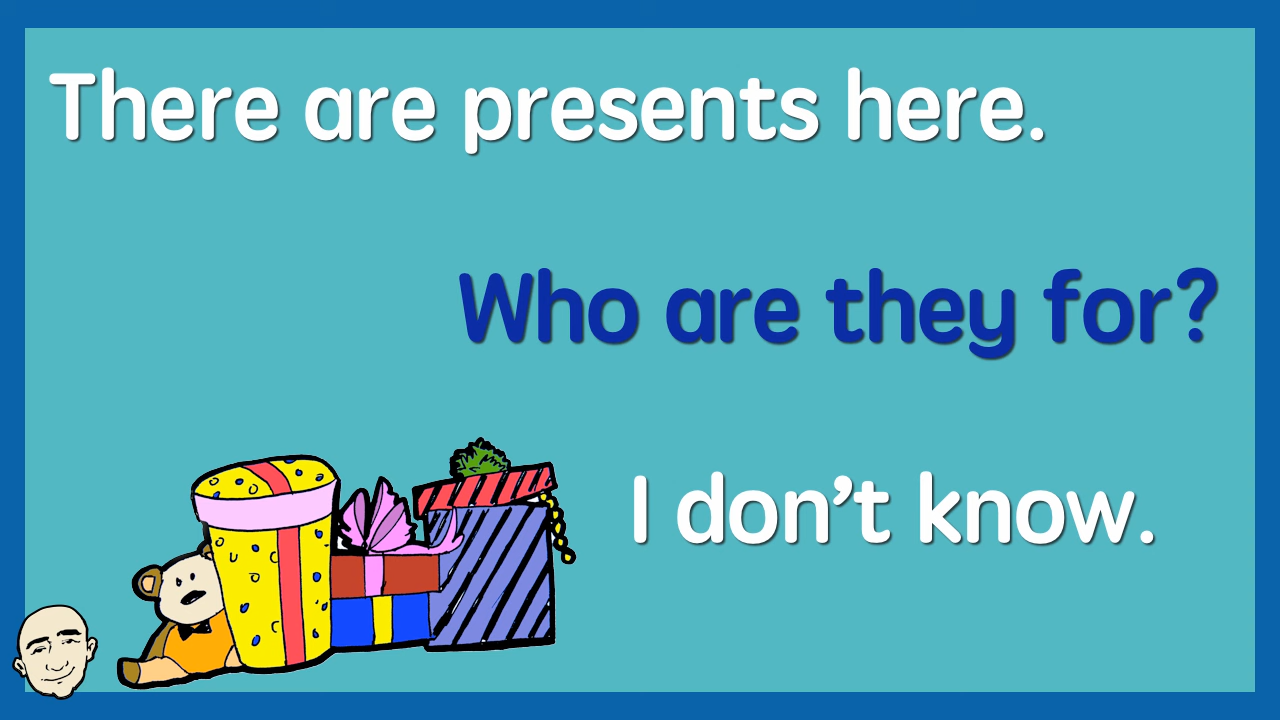 There are presents here.
Who are they for?
I don’t know.